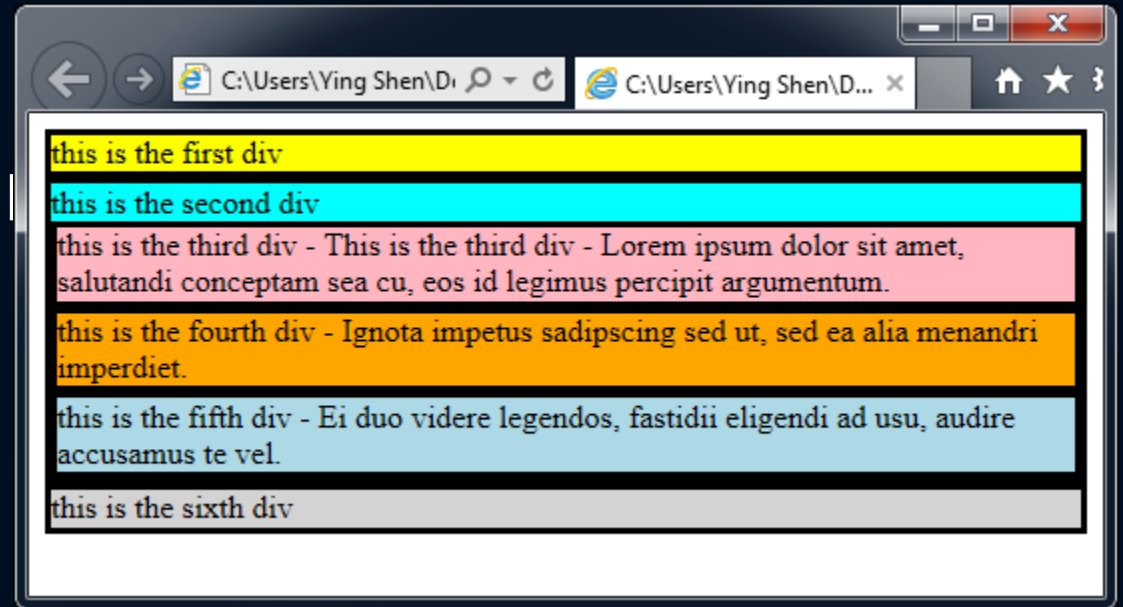 C:\Users\Ying Shen\D
C:\Users\Ying Shen\D...
this is the first div
this is the second div
this is the third div - This is the third div - Lorem ipsum dolor sit amet,
salutandi conceptam sea cu, eos id legimus percipit argumentum.
this is the fourth div - Ignota impetus sadipscing sed ut, sed ea alia menandri
imperdiet.
this is the fifth div - Ei duo videre legendos, fastidii eligendi ad usu, audire
accusamus te vel.
this is the sixth div